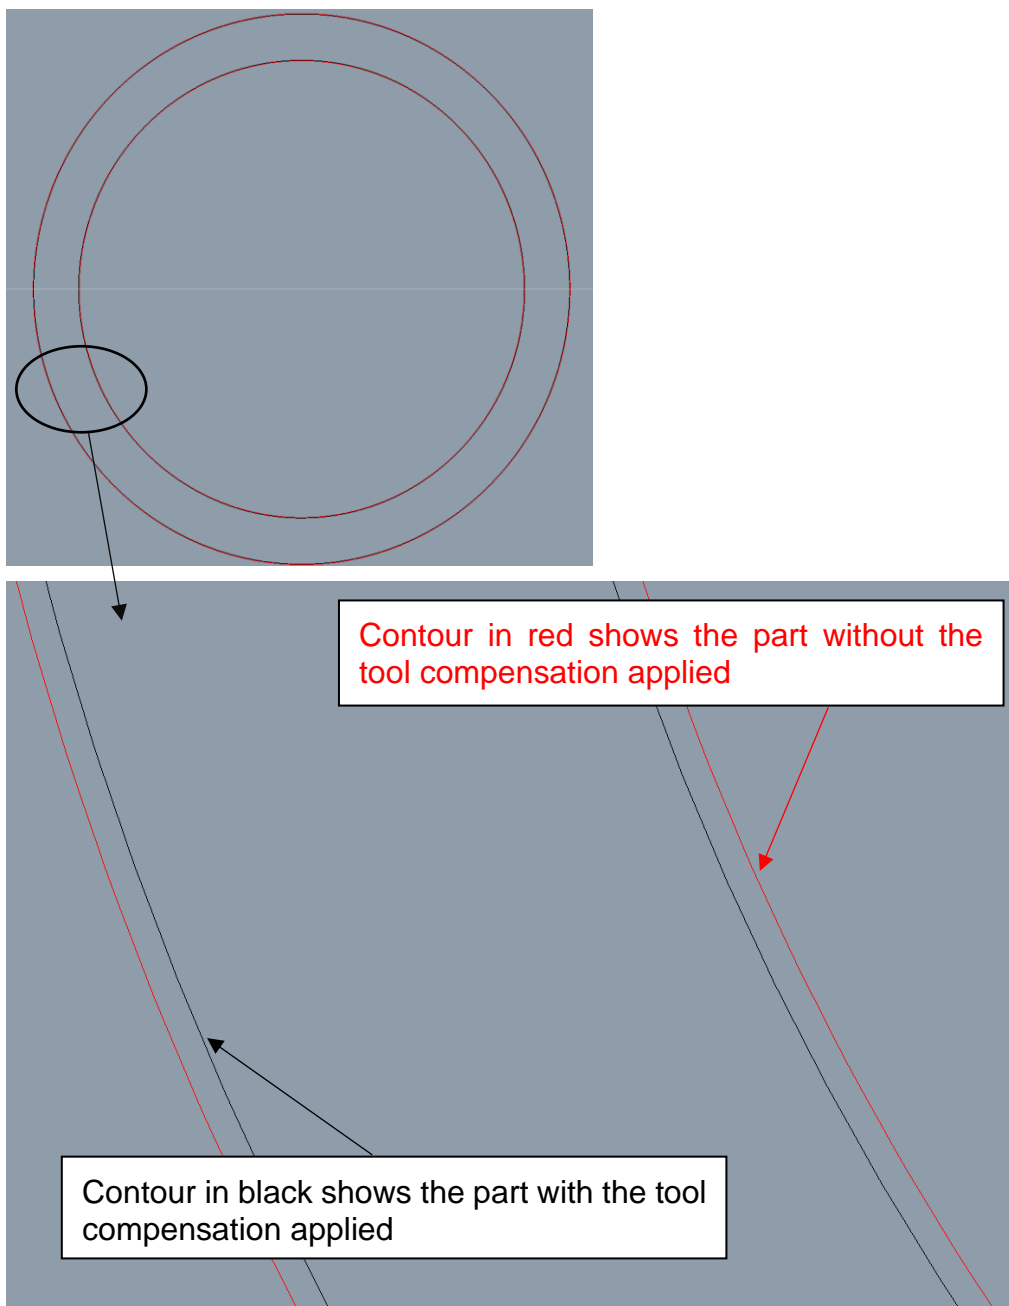 Contour in red shows the part without the
tool compensation applied
Contour in black shows the part with the tool
compensation applied